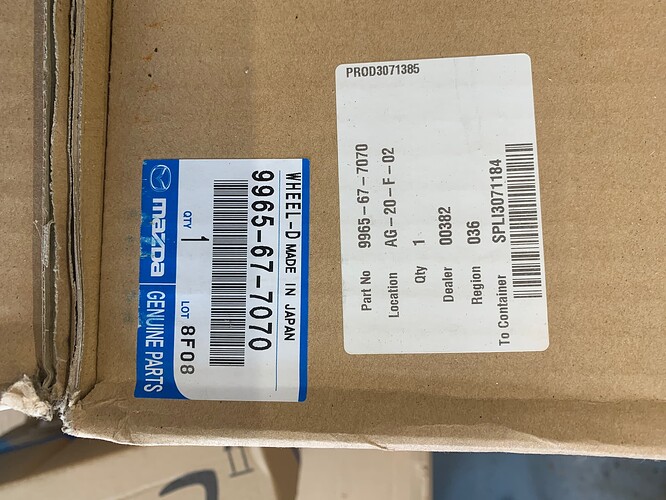 mazda GENUINE PARTS
QTY
1
LOT
8F08
WHEEL-D MADE IN JAPAN
9965-67-7070
PROD3071385
Part No 9965-67-7070
Location AG-20-F-02
Qty 1
Dealer 00382
Region 036
To Container SPLI3071184